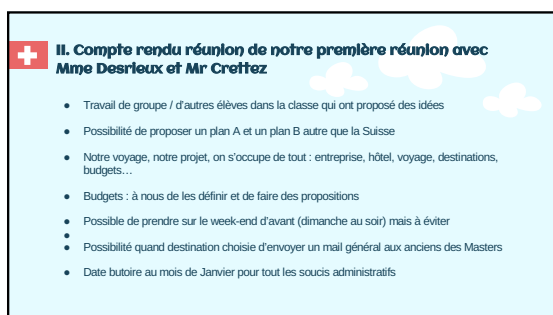 II. Compte rendu réunion de notre première réunion avec
Mme Desrieux et Mr Crettez
● Travail de groupe / d'autres élèves dans la classe qui ont proposé des idées
● Possibilité de proposer un plan A et un plan B autre que la Suisse
● Notre voyage, notre projet, on s'occupe de tout : entreprise, hôtel, voyage, destinations,
budgets…
● Budgets : à nous de les définir et de faire des propositions
● Possible de prendre sur le week-end d'avant (dimanche au soir) mais à éviter
●
● Possibilité quand destination choisie d'envoyer un mail général aux anciens des Masters
● Date butoire au mois de Janvier pour tout les soucis administratifs